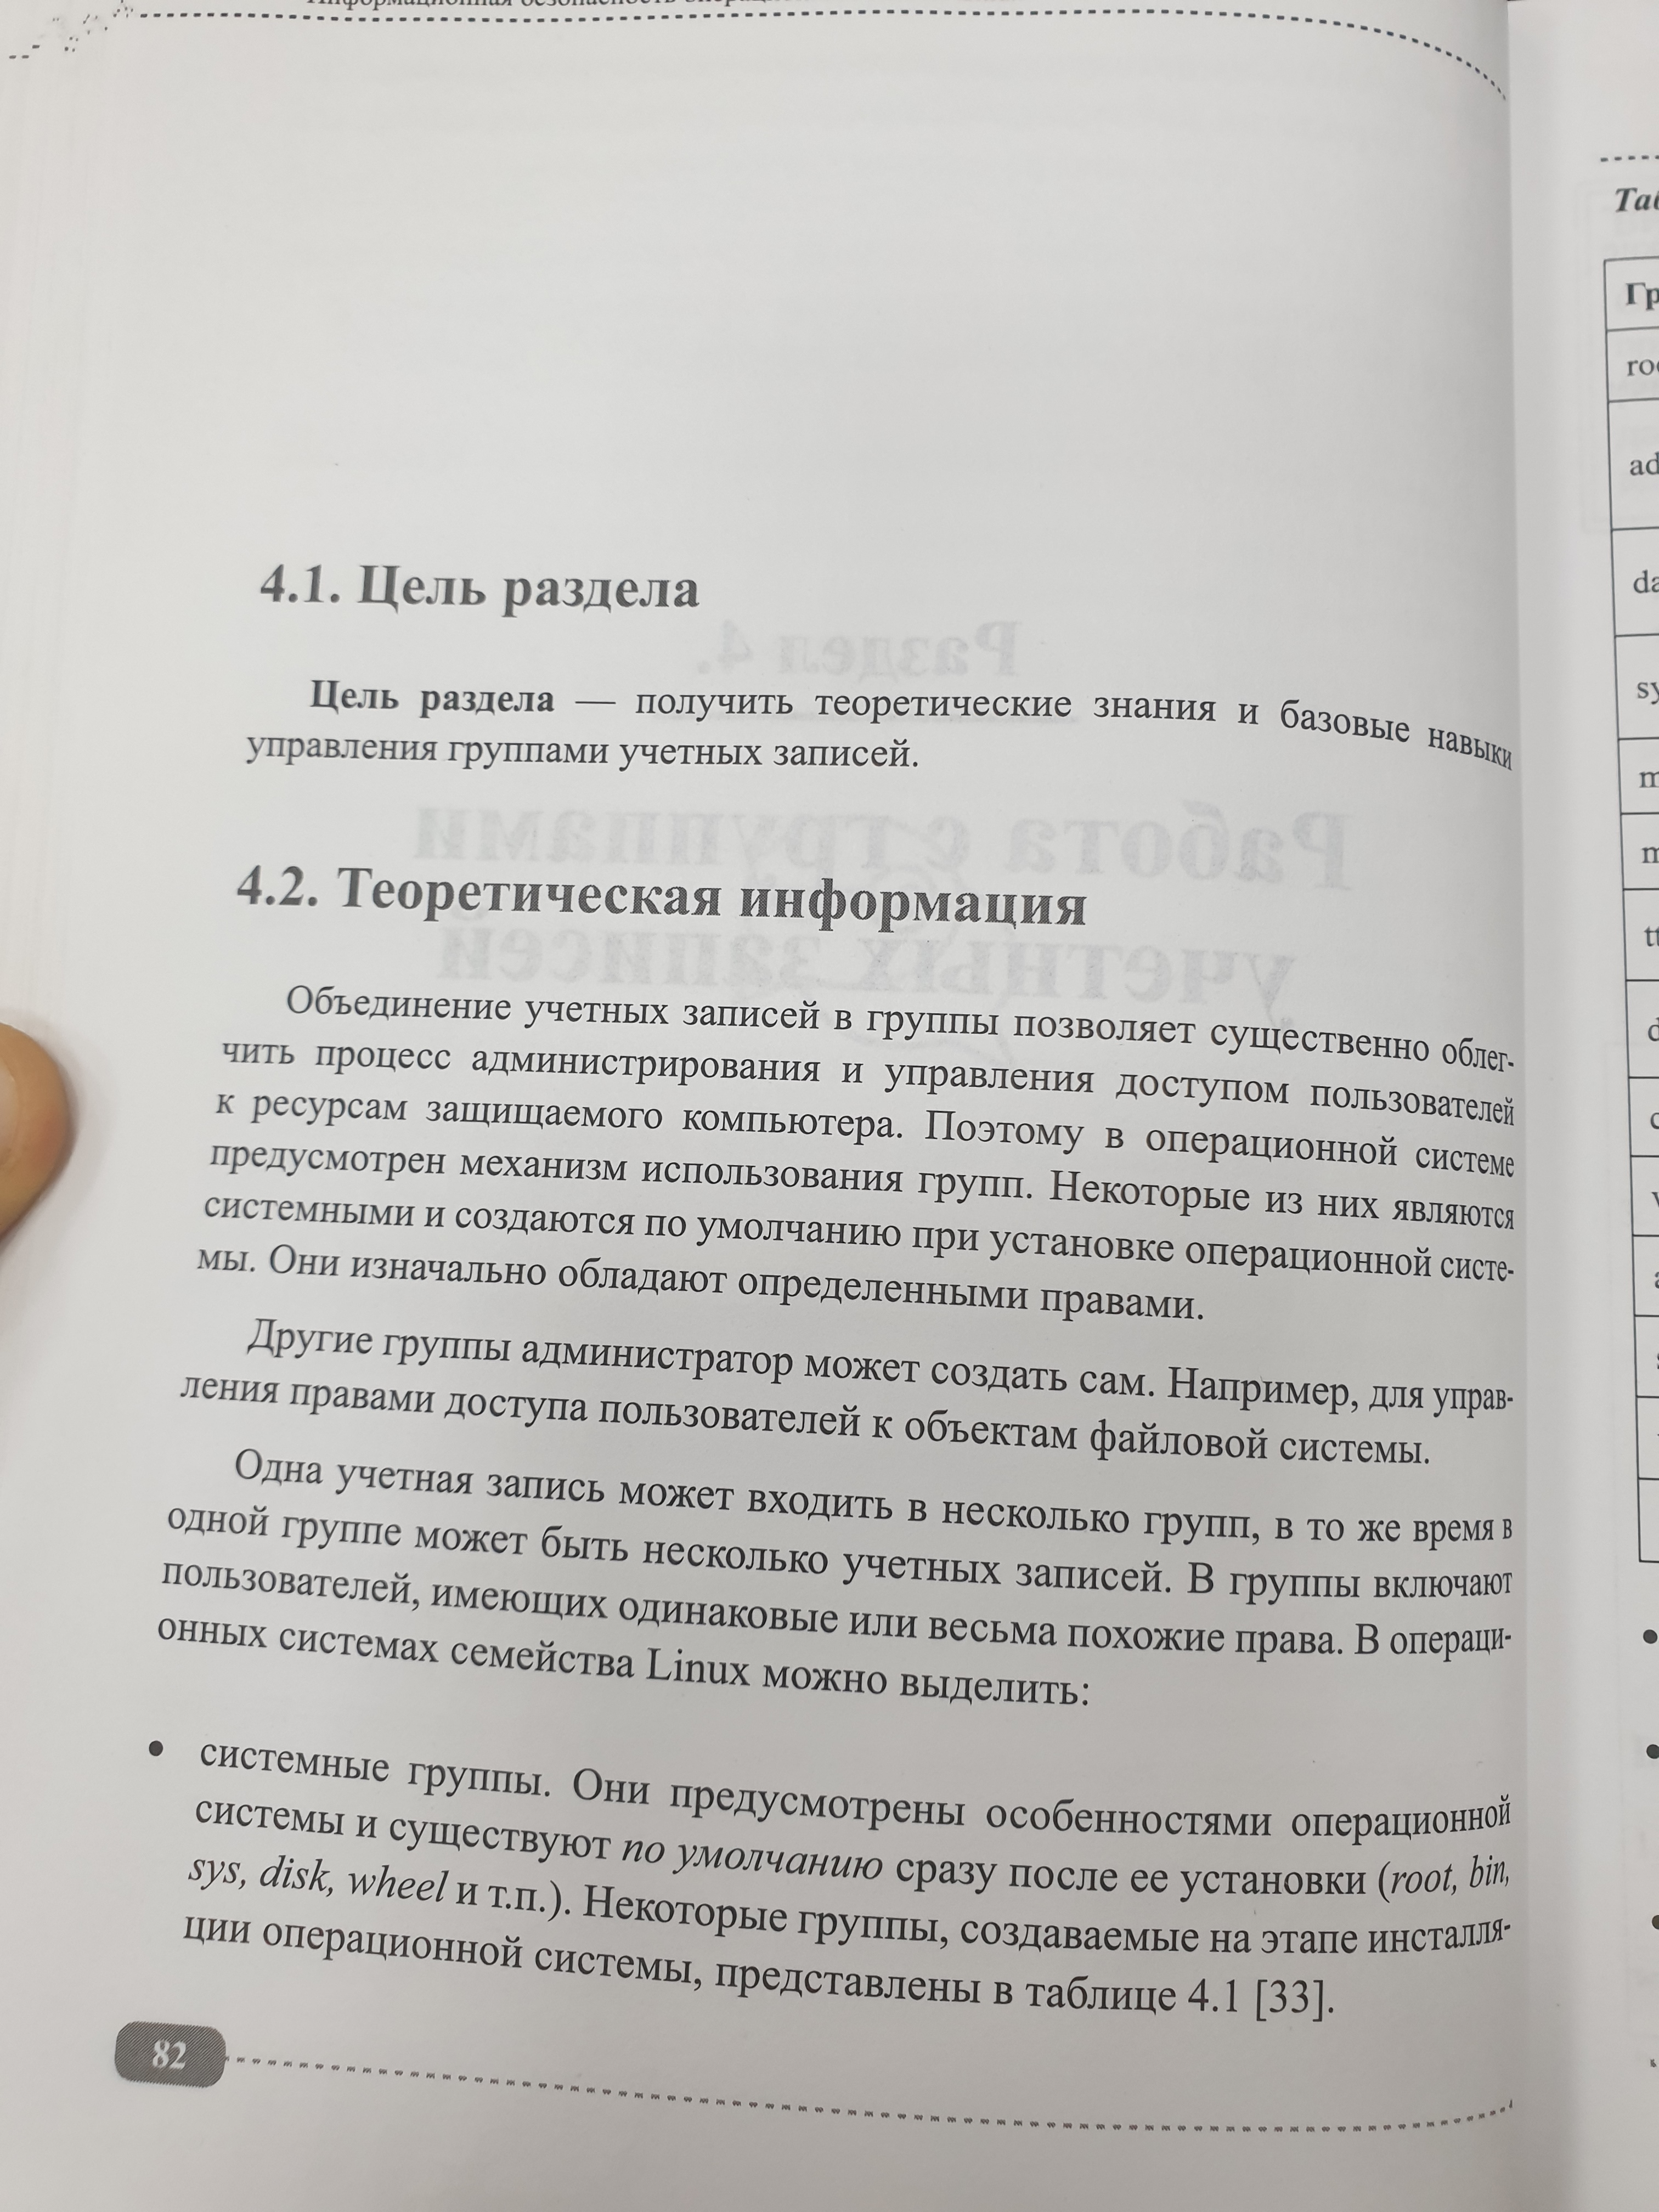 Информационная безопасность
4.1. Цель раздела
Цель раздела — получить теоретические знания и базовые навыки
управления группами учетных записей.
4.2. Теоретическая информация
Объединение учетных записей в группы позволяет существенно облег-
чить процесс администрирования и управления доступом пользователей
к ресурсам защищаемого компьютера. Поэтому в операционной системе
предусмотрен механизм использования групп. Некоторые из них являются
системными и создаются по умолчанию при установке операционной систе-
мы. Они изначально обладают определенными правами.
Другие группы администратор может создать сам. Например, для управ-
ления правами доступа пользователей к объектам файловой системы.
Одна учетная запись может входить в несколько групп, в то же время в
одной группе может быть несколько учетных записей. В группы включают
пользователей, имеющих одинаковые или весьма похожие права. В операци-
онных системах семейства Linux можно выделить:
• системные группы. Они предусмотрены особенностями операционной
системы и существуют по умолчанию сразу после ее установки (root, bin,
sys, disk, wheel и т.п.). Некоторые группы, создаваемые на этапе инсталля-
ции операционной системы, представлены в таблице 4.1 [33].
82